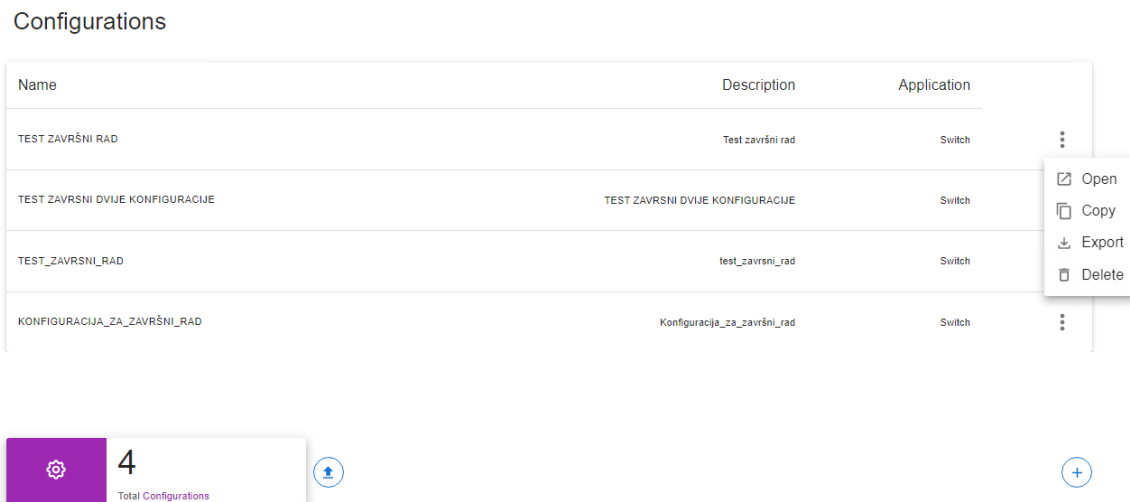 Configurations
Name Description Application
TEST ZAVRŠNI RAD Test završni rad Switch
TEST ZAVRSNI DVIJE KONFIGURACIJE TEST ZAVRSNI DVIJE KONFIGURACIJE Switch
TEST_ZAVRSNI_RAD test_zavrsni_rad Switch
KONFIGURACIJA_ZA_ZAVRŠNI_RAD Konfiguracija_za_završni_rad Switch
Open
Copy
Export
Delete
4
Total Configurations